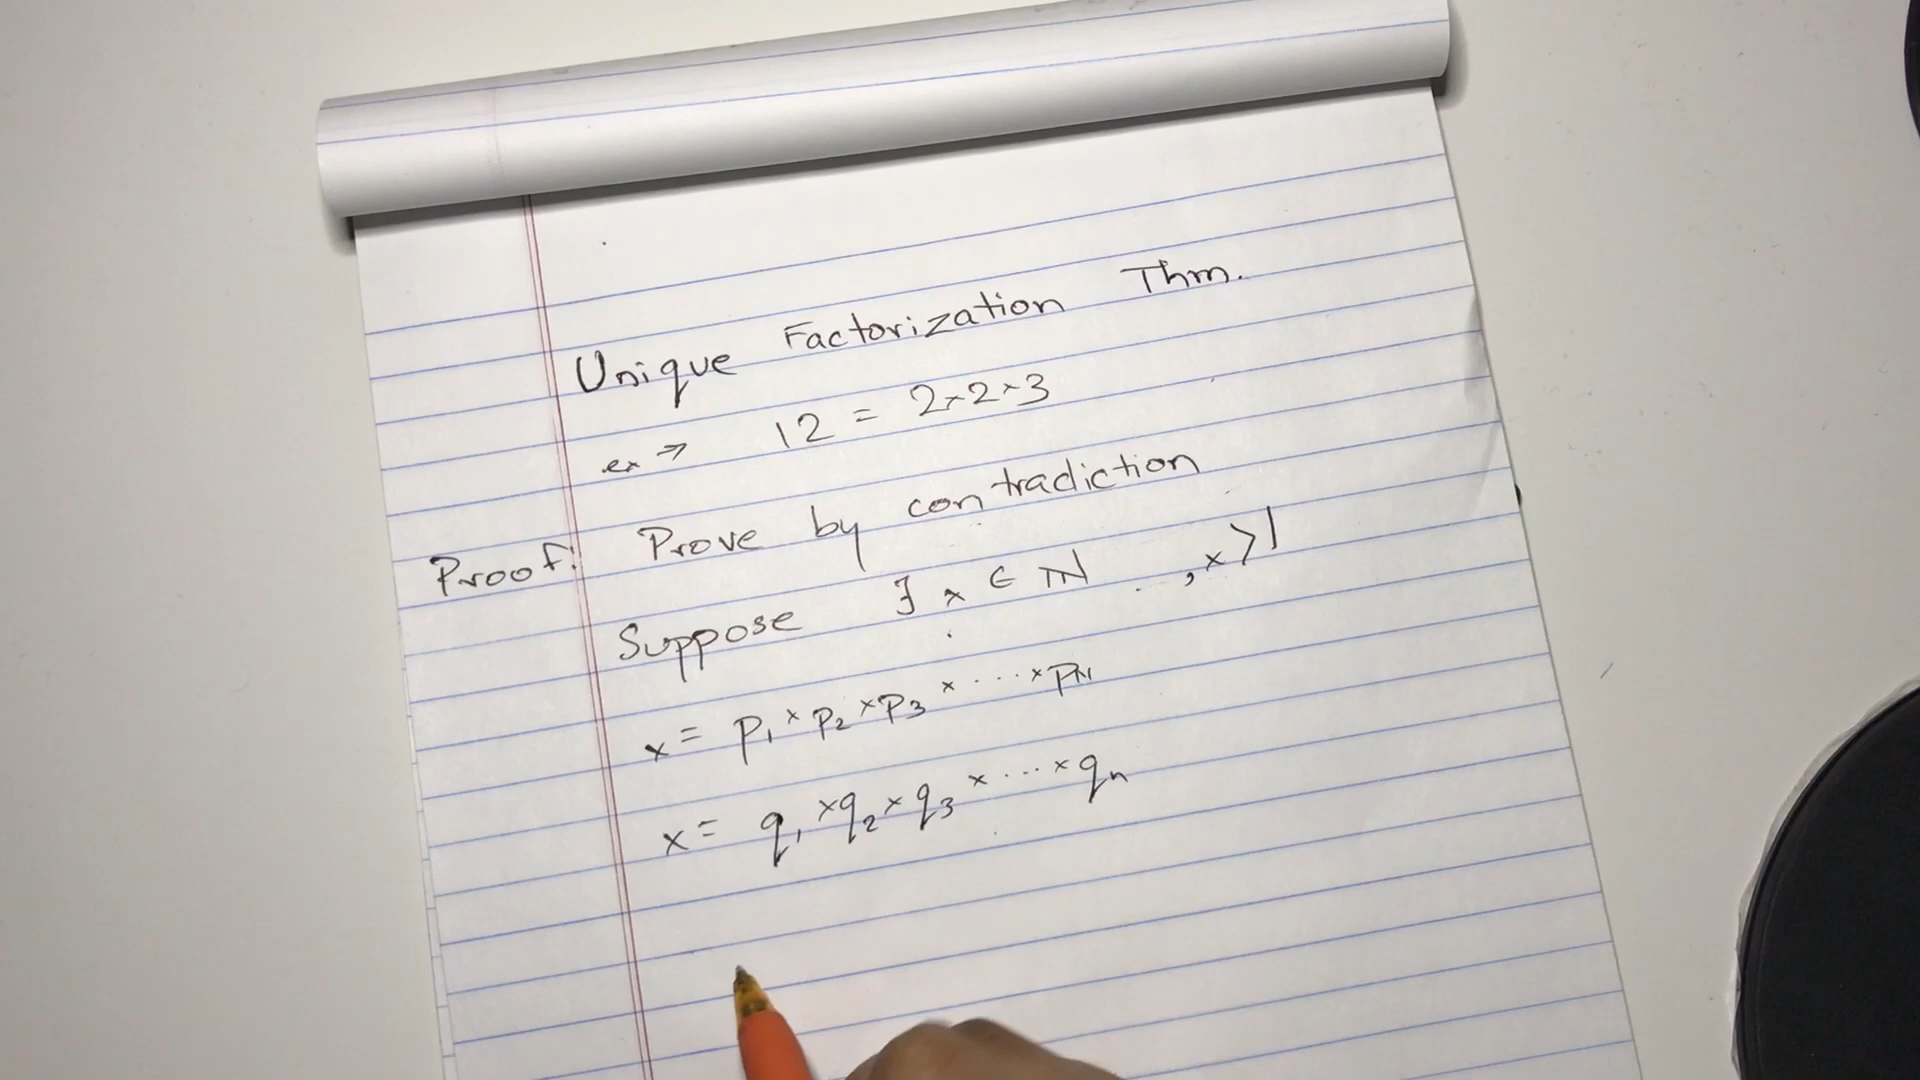 Unique Factorization Thm.
ex ⇒ 12 = 2×2×3
Proof: Prove by contradiction
Suppose ∃ x ∈ ℕ ..., x > 1
x = p₁ × p₂ × p₃ × .... ×
x = q₁ × q₂ × q₃ × ... × qₙ